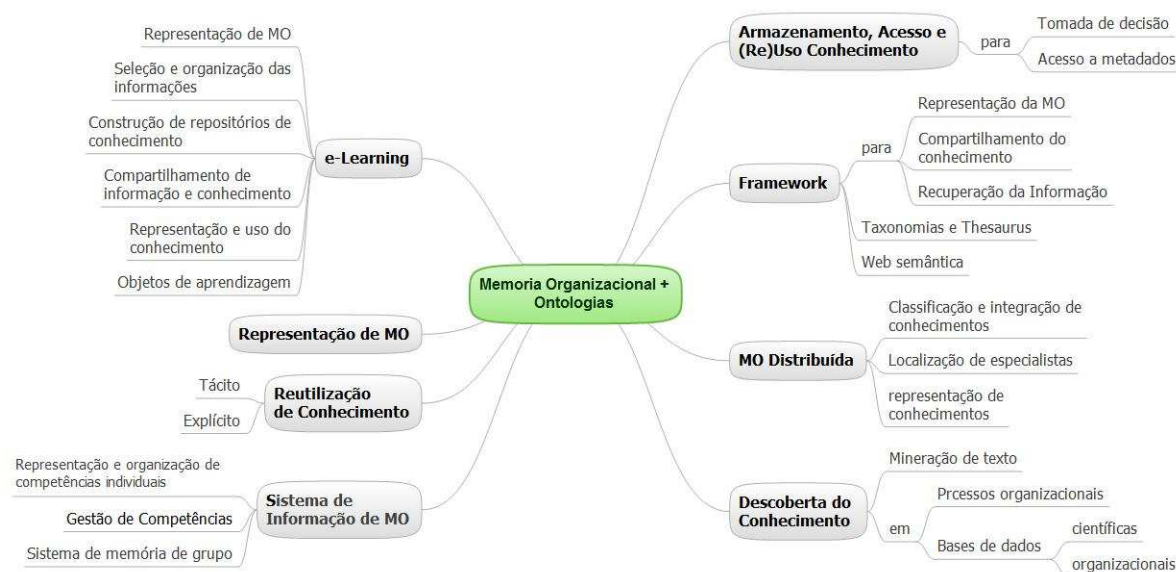 Representação de MO
Seleção e organização das
informações
Construção de repositórios de
conhecimento
Compartilhamento de
informação e conhecimento
Representação e uso do
conhecimento
Objetos de aprendizagem
e-Learning
Representação de MO
Tácito
Explícito
Reutilização
de Conhecimento
Representação e organização de
competências individuais
Gestão de Competências
Sistema de memória de grupo
Sistema de
Informação de MO
Memoria Organizacional +
Ontologias
Armazenamento, Acesso e
(Re)Uso Conhecimento
para
Tomada de decisão
Acesso a metadados
Framework
para
Representação da MO
Compartilhamento do
conhecimento
Recuperação da Informação
Taxonomias e Thesaurus
Web semântica
MO Distribuída
Classificação e integração de
conhecimentos
Localização de especialistas
representação de
conhecimentos
Descoberta do
Conhecimento
Mineração de texto
em
Prcessos organizacionais
Bases de dados
científicas
organizacionais